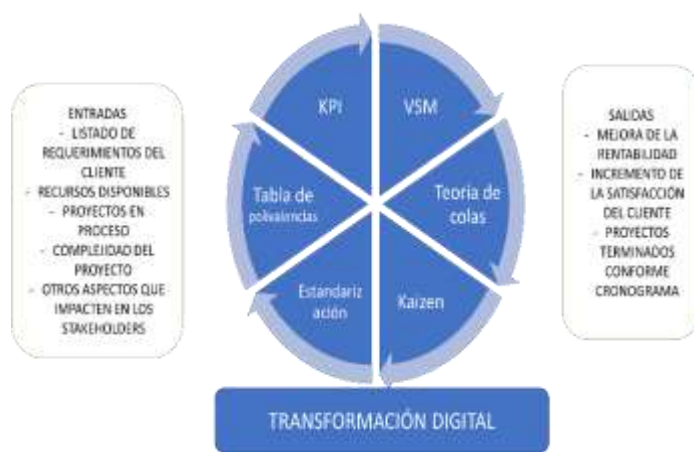 ENTRADAS
- LISTADO DE
REQUERIMIENTOS DEL
CLIENTE
- RECURSOS DISPONIBLES
- PROYECTOS EN
PROCESO
- COMPLEJIDAD DEL
PROYECTO
- OTROS ASPECTOS QUE
IMPACTEN EN LOS
STAKEHOLDERS
KPI
VSM
Tabla de
polivalencias
Teoría de
colas
Estandariz
ación
Kaizen
SALIDAS
- MEJORA DE LA
RENTABILIDAD
- INCREMENTO DE
LA SATISFACCIÓN
DEL CLIENTE
- PROYECTOS
TERMINADOS
CONFORME
CRONOGRAMA
TRANSFORMACIÓN DIGITAL